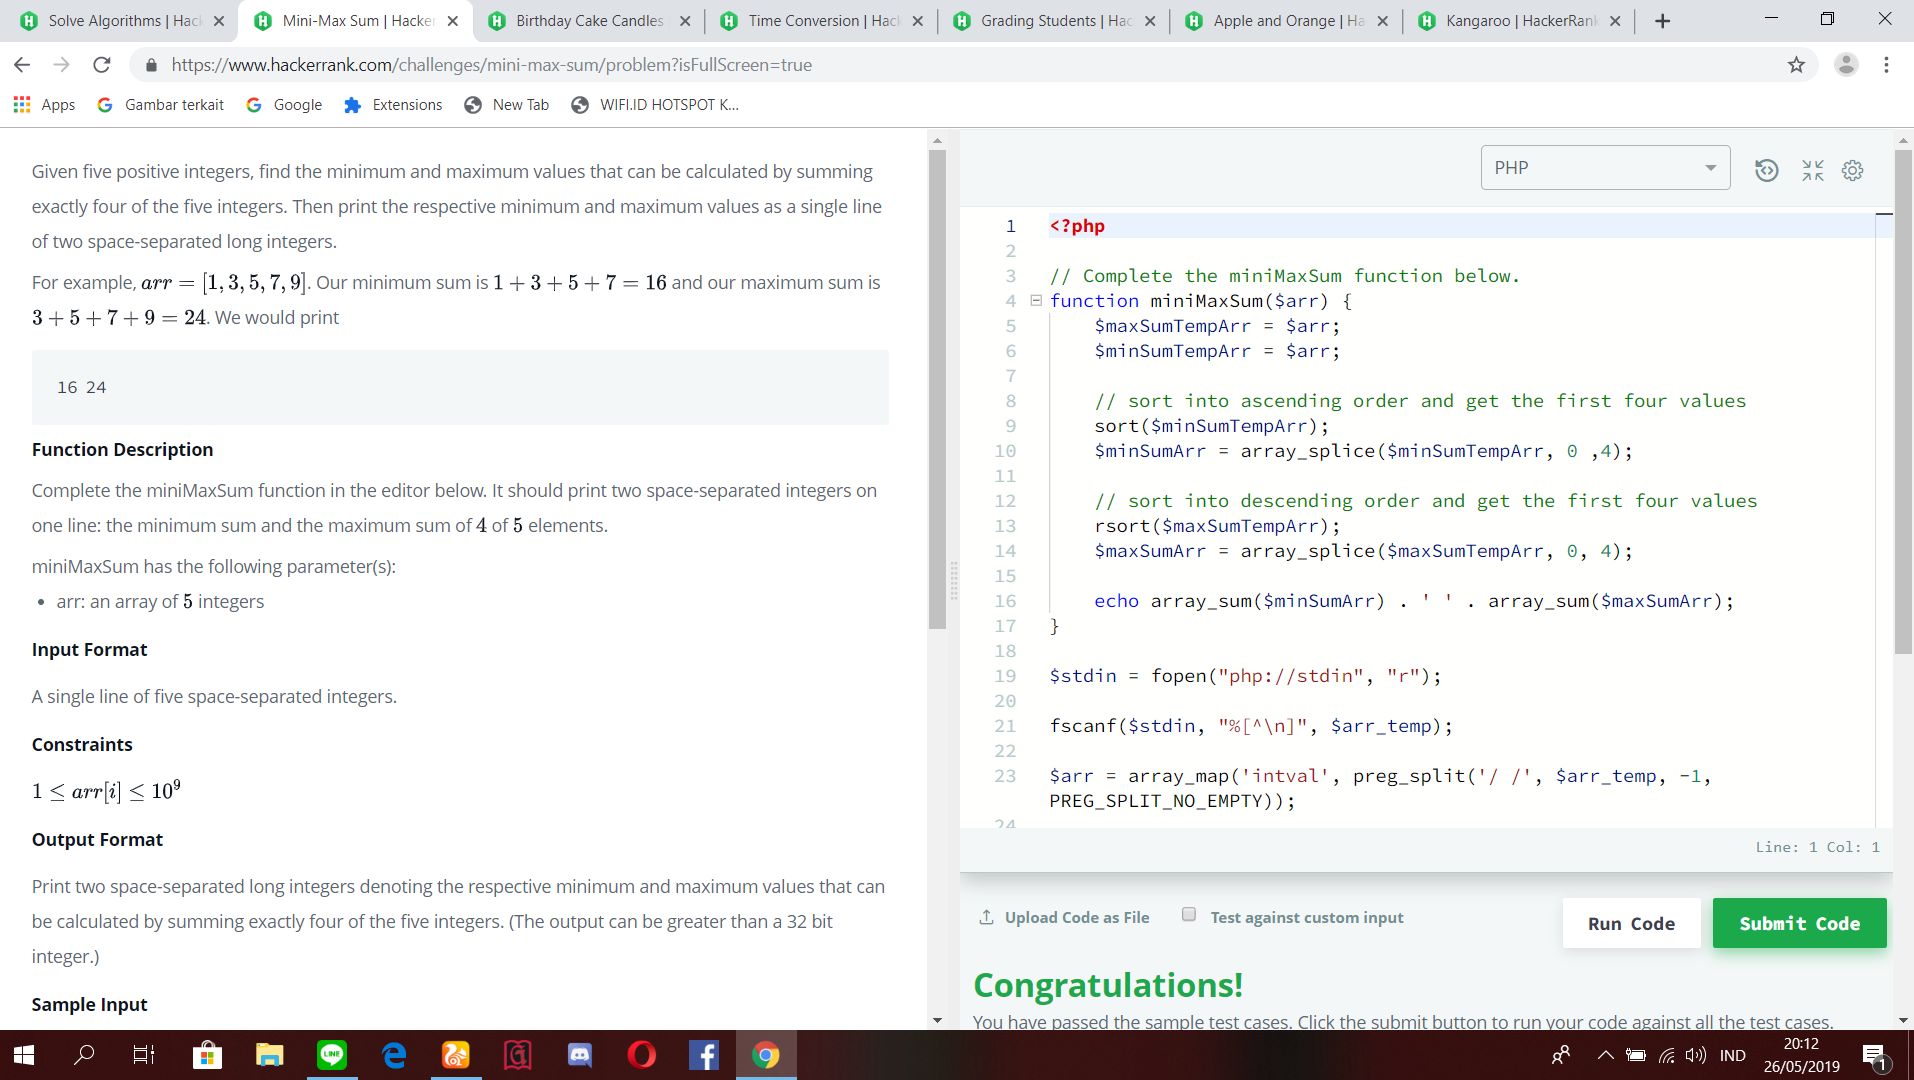 Solve Algorithms | Hac
Mini-Max Sum | Hacker
Birthday Cake Candles
Time Conversion | Hack
Grading Students | Hac
Apple and Orange | Ha
Kangaroo | HackerRan
https://www.hackerrank.com/challenges/mini-max-sum/problem?isFullScreen=true
Apps Gambar terkait Google Extensions New Tab WIFI.ID HOTSPOT K...
Given five positive integers, find the minimum and maximum values that can be calculated by summing
exactly four of the five integers. Then print the respective minimum and maximum values as a single line
of two space-separated long integers.
For example, arr = [1, 3, 5, 7, 9]. Our minimum sum is 1 + 3 + 5 + 7 = 16 and our maximum sum is
3 + 5 + 7 + 9 = 24. We would print
16 24
Function Description
Complete the miniMaxSum function in the editor below. It should print two space-separated integers on
one line: the minimum sum and the maximum sum of 4 of 5 elements.
miniMaxSum has the following parameter(s):
• arr: an array of 5 integers
Input Format
A single line of five space-separated integers.
Constraints
1 ≤ arr[i] ≤ 10⁹
Output Format
Print two space-separated long integers denoting the respective minimum and maximum values that can
be calculated by summing exactly four of the five integers. (The output can be greater than a 32 bit
integer.)
Sample Input
PHP
1 <?php
2
3 // Complete the miniMaxSum function below.
4 function miniMaxSum($arr) {
5 $maxSumTempArr = $arr;
6 $minSumTempArr = $arr;
7
8 // sort into ascending order and get the first four values
9 sort($minSumTempArr);
10 $minSumArr = array_splice($minSumTempArr, 0 ,4);
11
12 // sort into descending order and get the first four values
13 rsort($maxSumTempArr);
14 $maxSumArr = array_splice($maxSumTempArr, 0, 4);
15
16 echo array_sum($minSumArr) . ' ' . array_sum($maxSumArr);
17 }
18
19 $stdin = fopen("php://stdin", "r");
20
21 fscanf($stdin, "%[^\n]", $arr_temp);
22
23 $arr = array_map('intval', preg_split('/ /', $arr_temp, -1,
PREG_SPLIT_NO_EMPTY));
24
Line: 1 Col: 1
Upload Code as File Test against custom input Run Code Submit Code
Congratulations!
You have passed the sample test cases. Click the submit button to run your code against all the test cases.
LINE
IND
20:12
26/05/2019
1